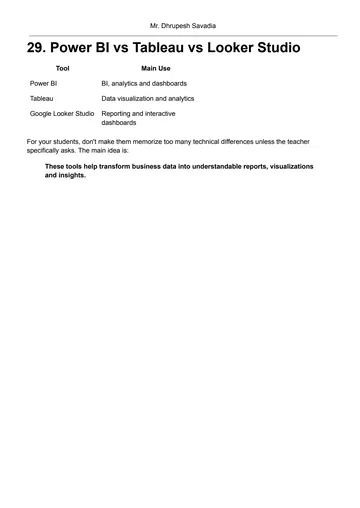 Mr. Dhrupesh Savadia
29. Power BI vs Tableau vs Looker Studio
Tool Main Use
Power BI BI, analytics and dashboards
Tableau Data visualization and analytics
Google Looker Studio Reporting and interactive
dashboards
For your students, don't make them memorize too many technical differences unless the teacher
specifically asks. The main idea is:
These tools help transform business data into understandable reports, visualizations
and insights.